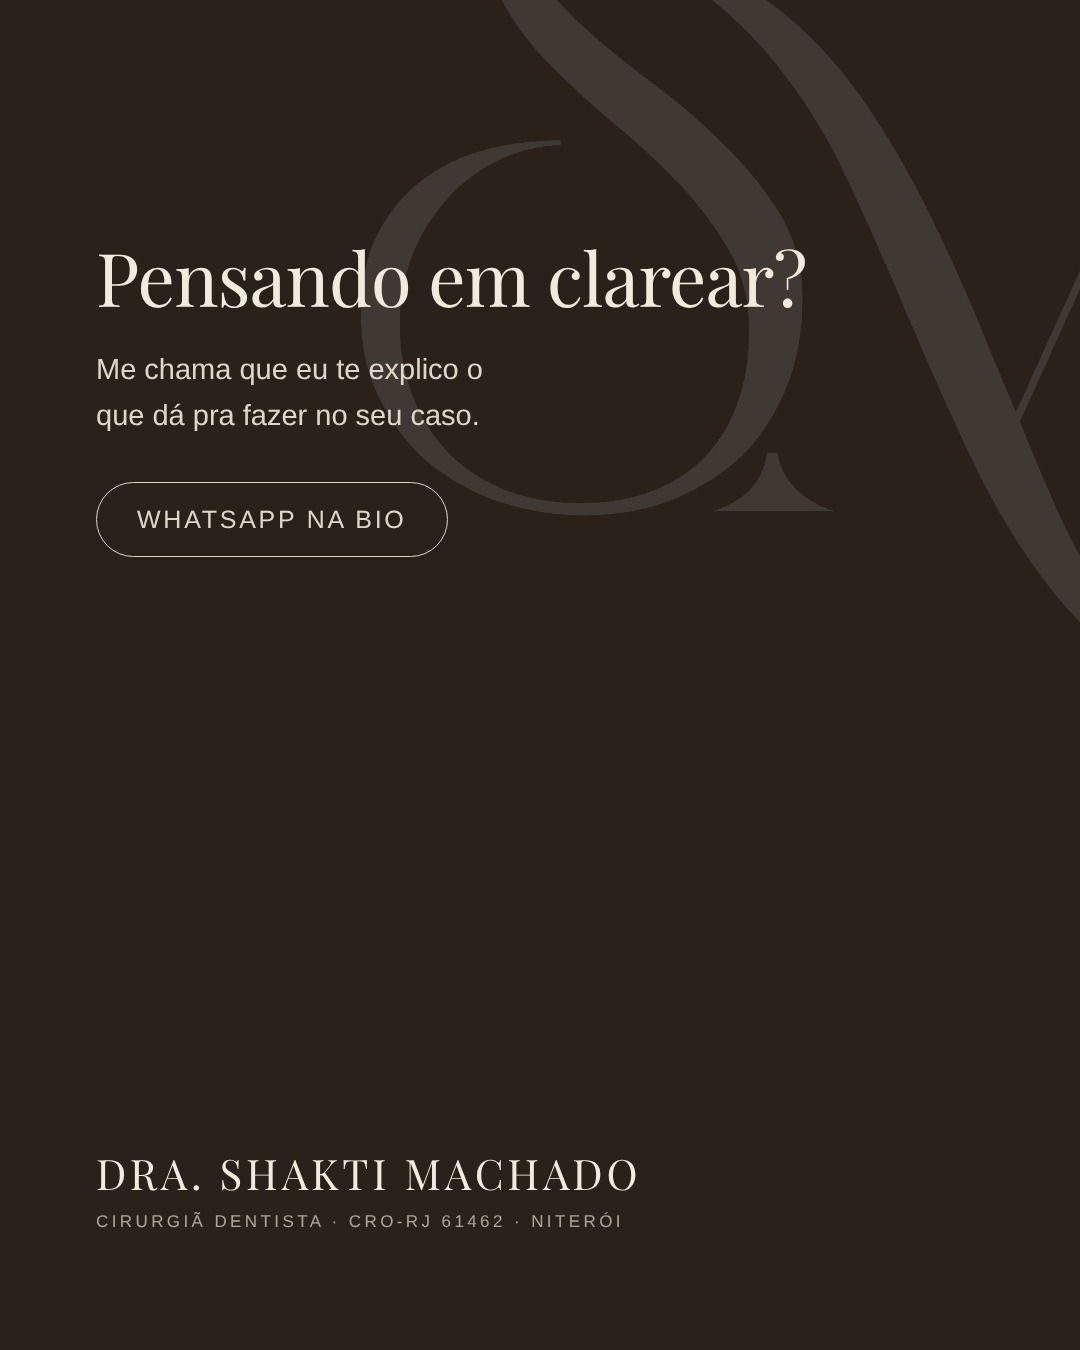 Pensando em clarear?
Me chama que eu te explico o
que dá pra fazer no seu caso.
WHATSAPP NA BIO
DRA. SHAKTI MACHADO
CIRURGIÃ DENTISTA · CRO-RJ 61462 · NITERÓI